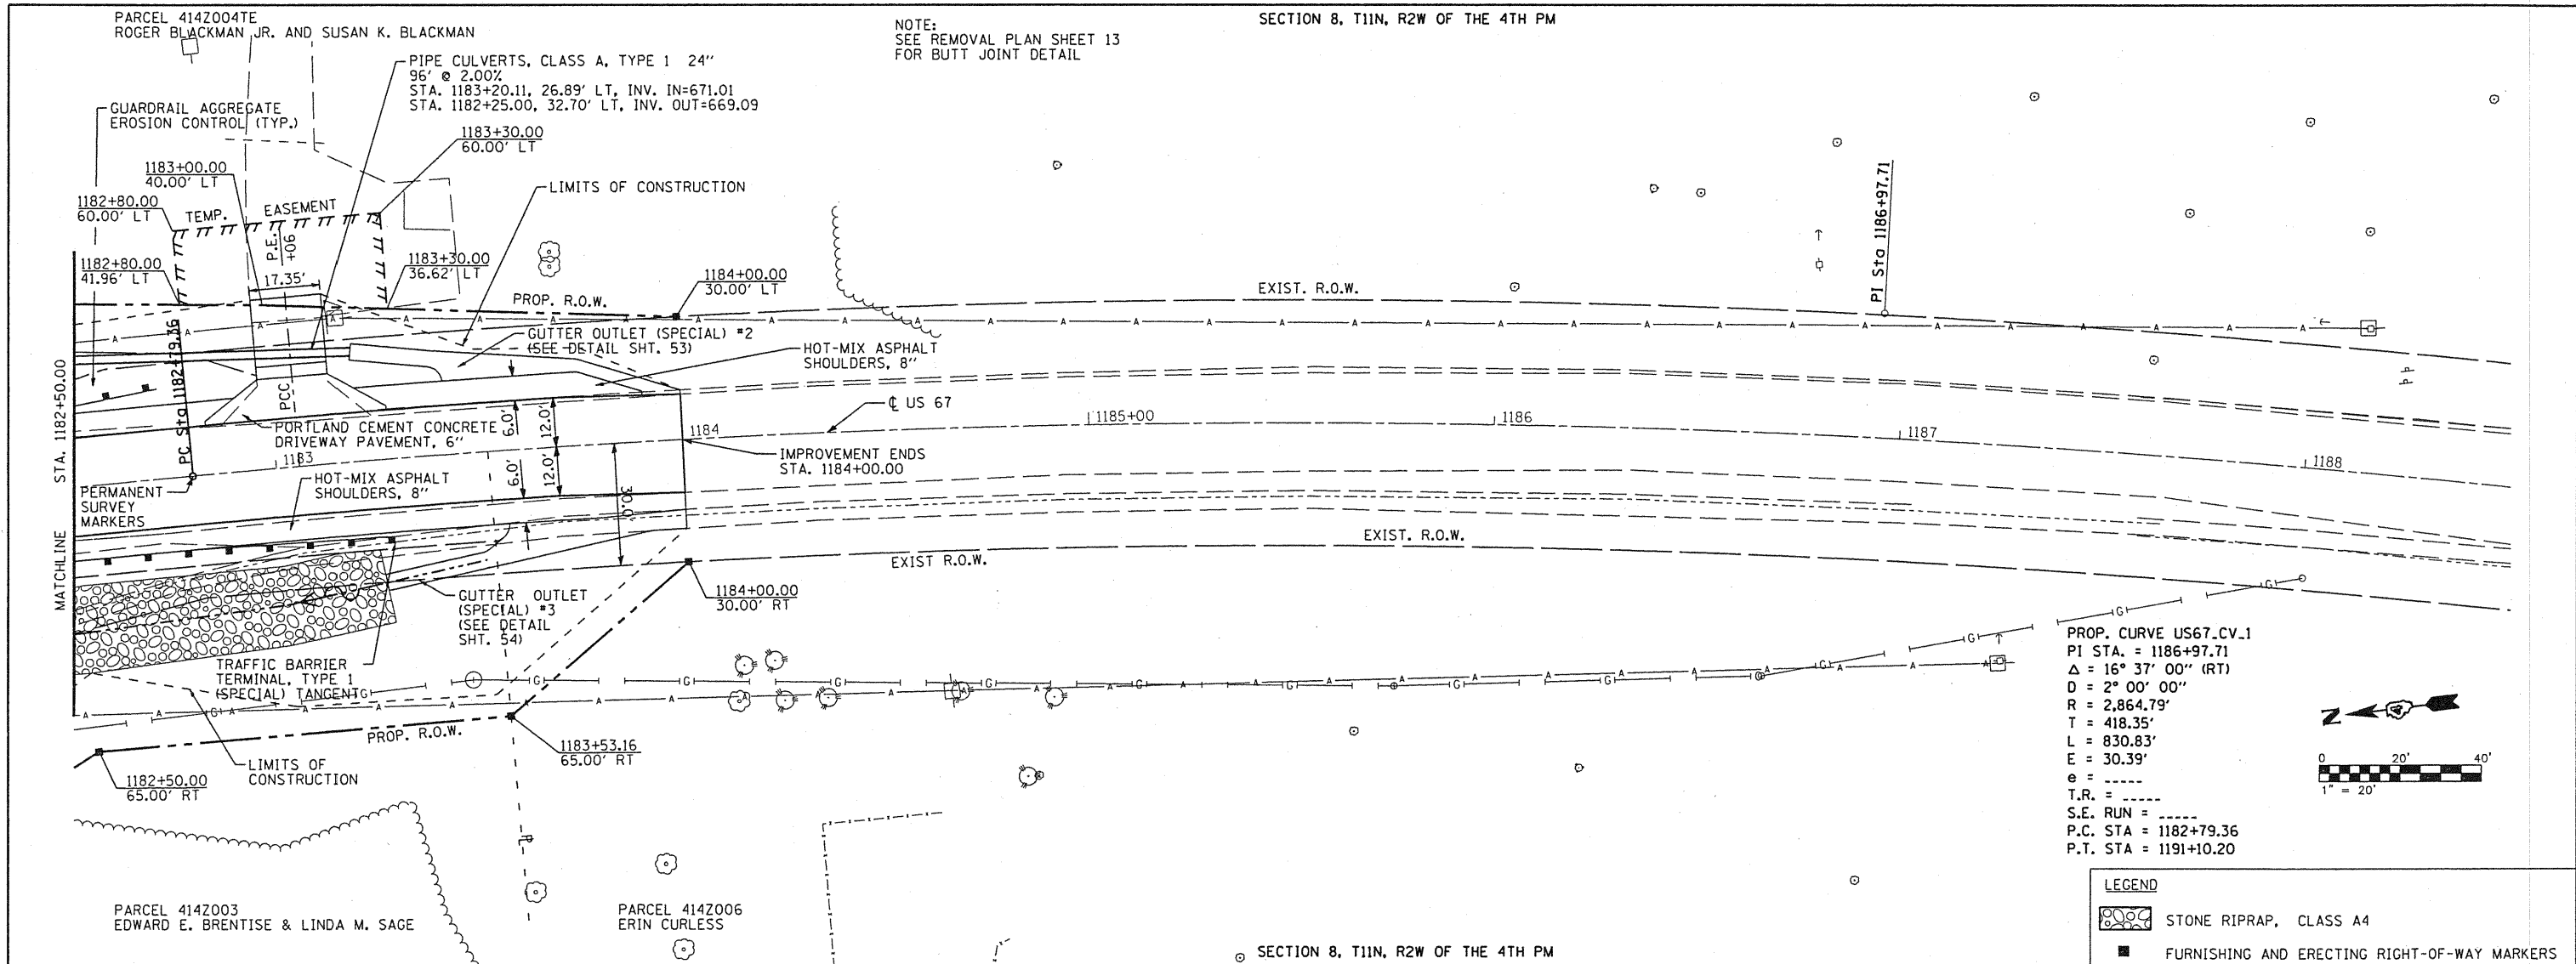 PARCEL 414Z004TE
ROGER BLACKMAN JR. AND SUSAN K. BLACKMAN
NOTE:
SEE REMOVAL PLAN SHEET 13
FOR BUTT JOINT DETAIL
SECTION 8, T11N, R2W OF THE 4TH PM
PIPE CULVERTS, CLASS A, TYPE 1 24"
96' @ 2.00%
STA. 1183+20.11, 26.89' LT, INV. IN=671.01
STA. 1182+25.00, 32.70' LT, INV. OUT=669.09
GUARDRAIL AGGREGATE
EROSION CONTROL (TYP.)
1183+30.00
60.00' LT
1183+00.00
40.00' LT
LIMITS OF CONSTRUCTION
1182+80.00
60.00' LT
TEMP. EASEMENT
P.E.
+06
1182+80.00
41.96' LT
17.35'
1183+30.00
36.62' LT
1184+00.00
30.00' LT
PROP. R.O.W.
EXIST. R.O.W.
PI Sta 1186+97.71
GUTTER OUTLET (SPECIAL) #2
(SEE DETAIL SHT. 53)
HOT-MIX ASPHALT
SHOULDERS, 8"
PC Sta 1182+79.36
PCC
STA. 1182+50.00
MATCHLINE
PORTLAND CEMENT CONCRETE
DRIVEWAY PAVEMENT, 6"
6.0'
12.0'
℄ US 67
1183
1184
1185+00
1186
1187
1188
6.0'
12.0'
30.0'
IMPROVEMENT ENDS
STA. 1184+00.00
PERMANENT
SURVEY
MARKERS
HOT-MIX ASPHALT
SHOULDERS, 8"
EXIST. R.O.W.
EXIST R.O.W.
GUTTER OUTLET
(SPECIAL) #3
(SEE DETAIL
SHT. 54)
1184+00.00
30.00' RT
TRAFFIC BARRIER
TERMINAL, TYPE 1
(SPECIAL) TANGENT
PROP. R.O.W.
1183+53.16
65.00' RT
LIMITS OF
CONSTRUCTION
1182+50.00
65.00' RT
PROP. CURVE US67_CV_1
PI STA. = 1186+97.71
Δ = 16° 37' 00" (RT)
D = 2° 00' 00"
R = 2,864.79'
T = 418.35'
L = 830.83'
E = 30.39'
e = -----
T.R. = -----
S.E. RUN = -----
P.C. STA = 1182+79.36
P.T. STA = 1191+10.20
Z
0 20' 40'
1" = 20'
PARCEL 414Z003
EDWARD E. BRENTISE & LINDA M. SAGE
PARCEL 414Z006
ERIN CURLESS
SECTION 8, T11N, R2W OF THE 4TH PM
LEGEND
STONE RIPRAP, CLASS A4
FURNISHING AND ERECTING RIGHT-OF-WAY MARKERS